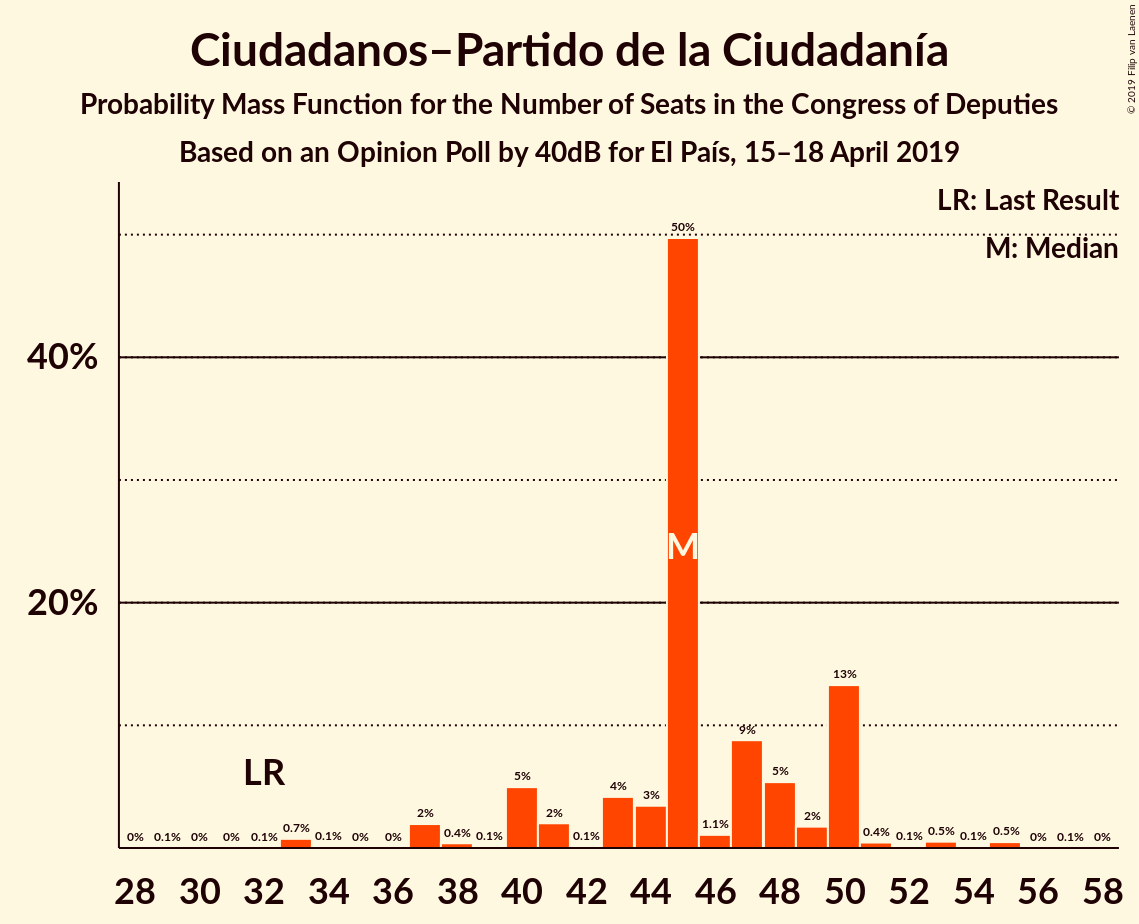 Ciudadanos–Partido de la Ciudadanía
Probability Mass Function for the Number of Seats in the Congress of Deputies
Based on an Opinion Poll by 40dB for El País, 15–18 April 2019
© 2019 Filip van Laenen
LR: Last Result
M: Median
50%
40%
M
20%
13%
9%
LR
5%
5%
4%
3%
2%
2%
2%
1.1%
0% 0.1% 0% 0% 0.1% 0.7% 0.1% 0% 0% 0.4% 0.1% 0.1% 0.4% 0.1% 0.5% 0.1% 0.5% 0% 0.1% 0%
28 30 32 34 36 38 40 42 44 46 48 50 52 54 56 58